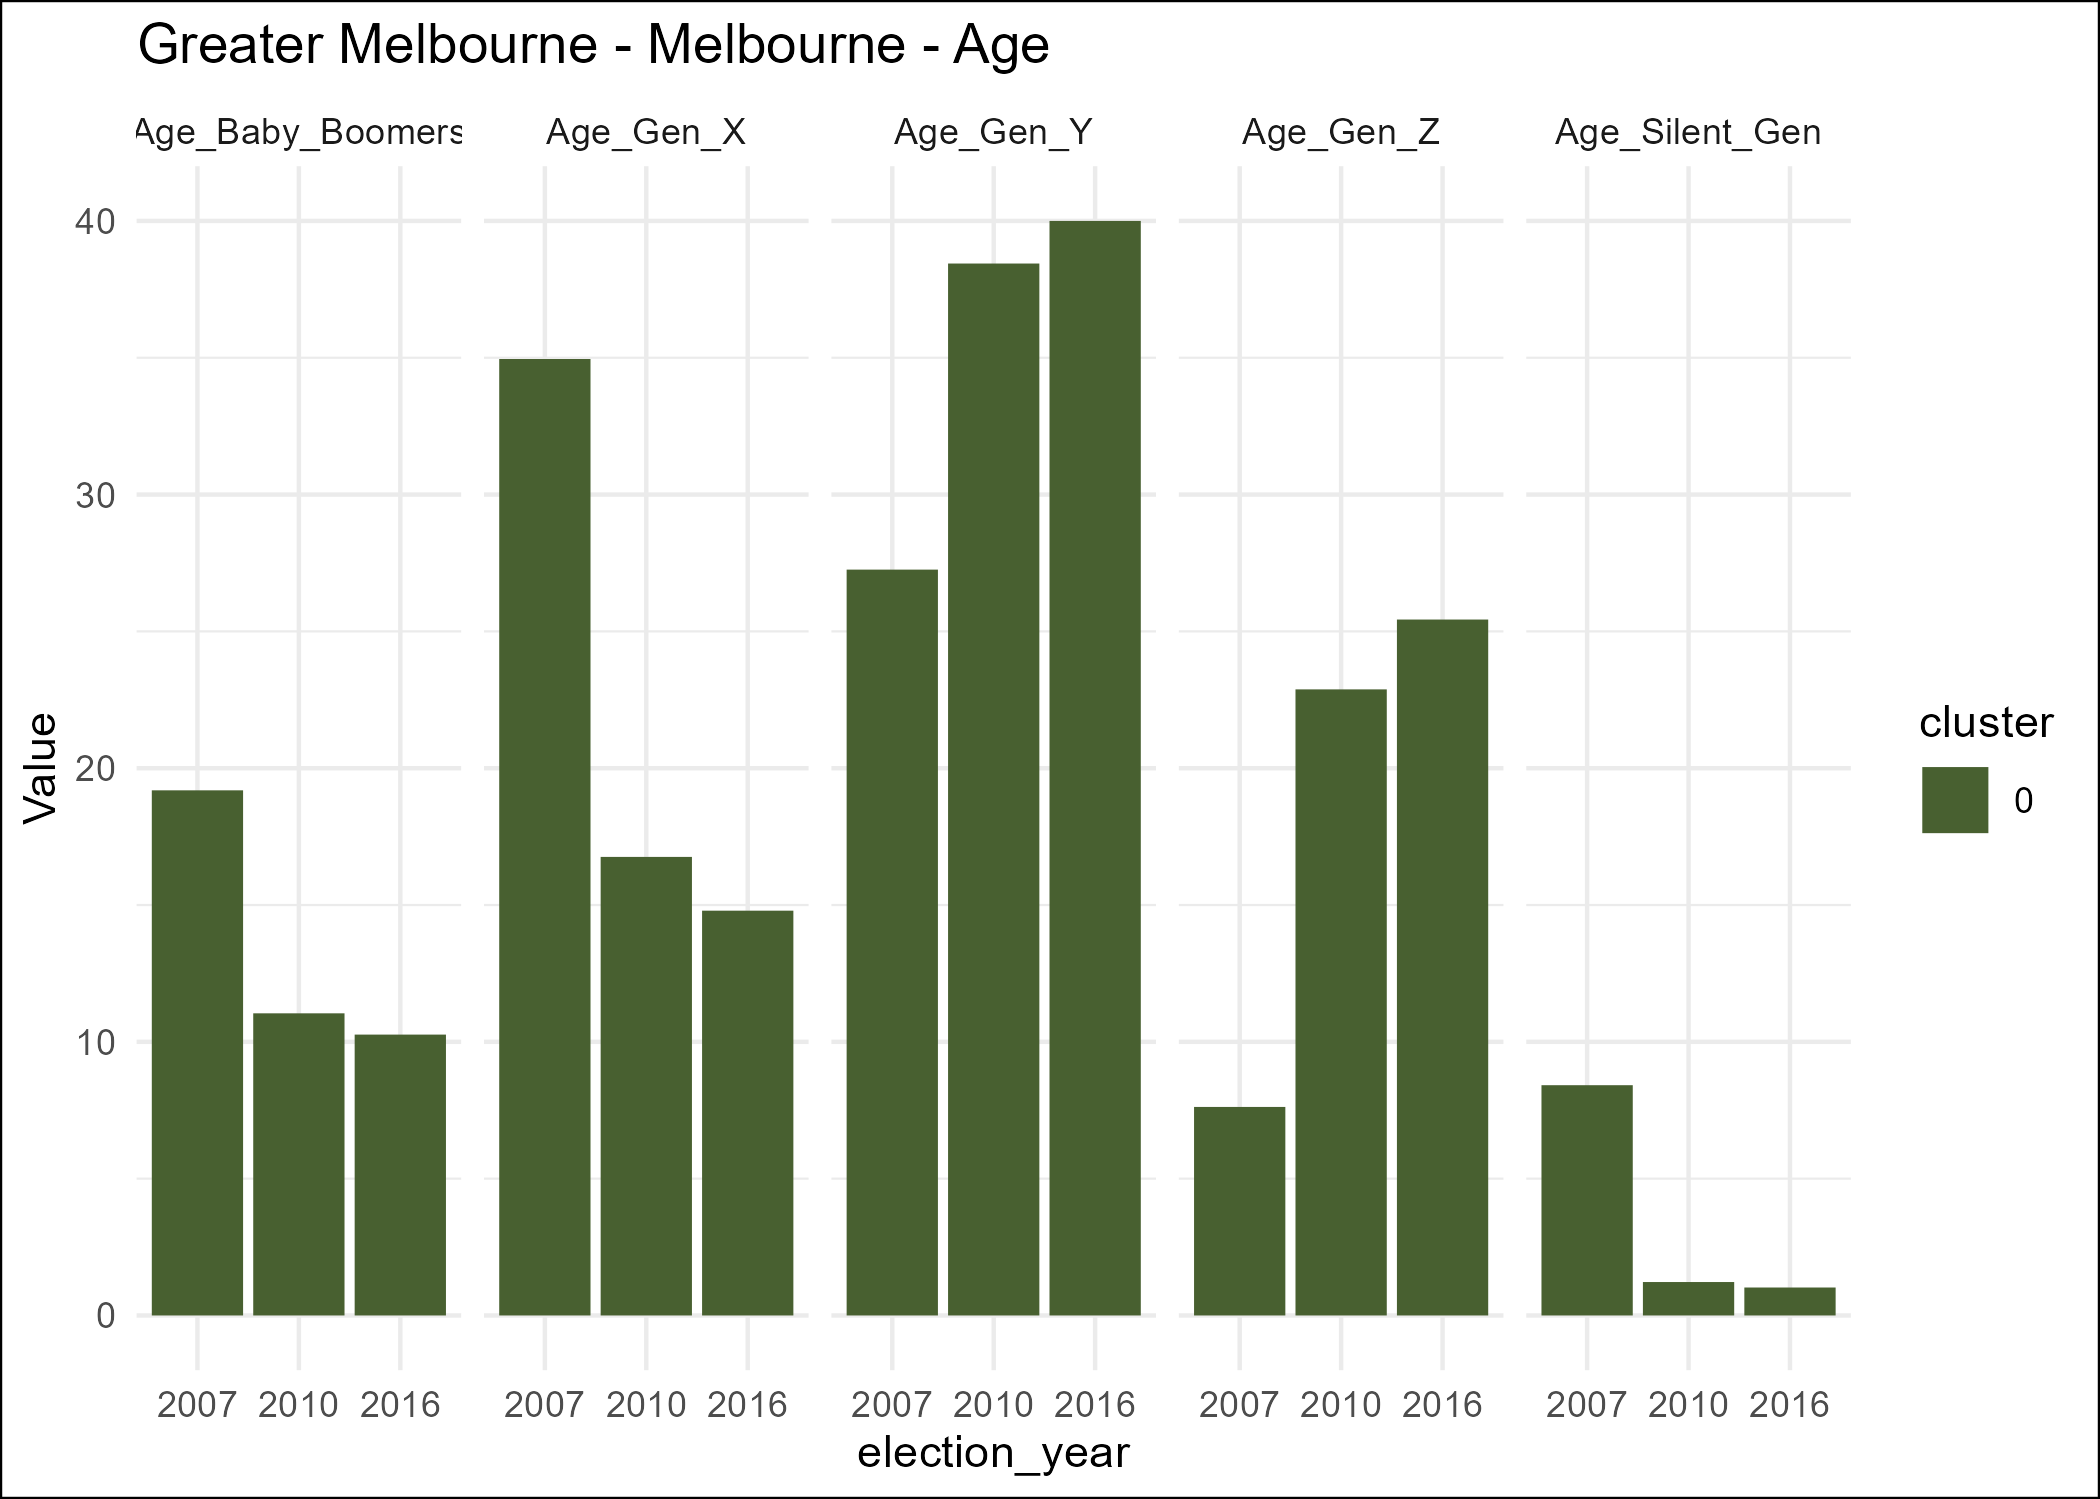 Greater Melbourne - Melbourne - Age
Age_Baby_Boomers Age_Gen_X Age_Gen_Y Age_Gen_Z Age_Silent_Gen
40
30
20
10
0
Value
2007 2010 2016 2007 2010 2016 2007 2010 2016 2007 2010 2016 2007 2010 2016
election_year
cluster
0